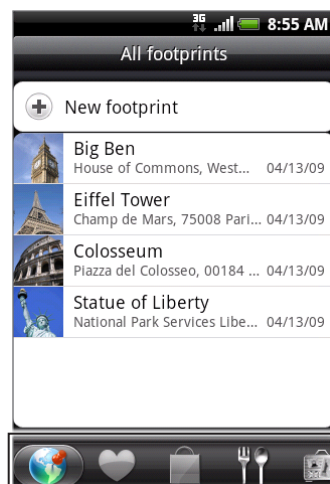 3G 8:55 AM
All footprints
New footprint
Big Ben
House of Commons, West... 04/13/09
Eiffel Tower
Champ de Mars, 75008 Pari... 04/13/09
Colosseum
Piazza del Colosseo, 00184 ... 04/13/09
Statue of Liberty
National Park Services Libe... 04/13/09